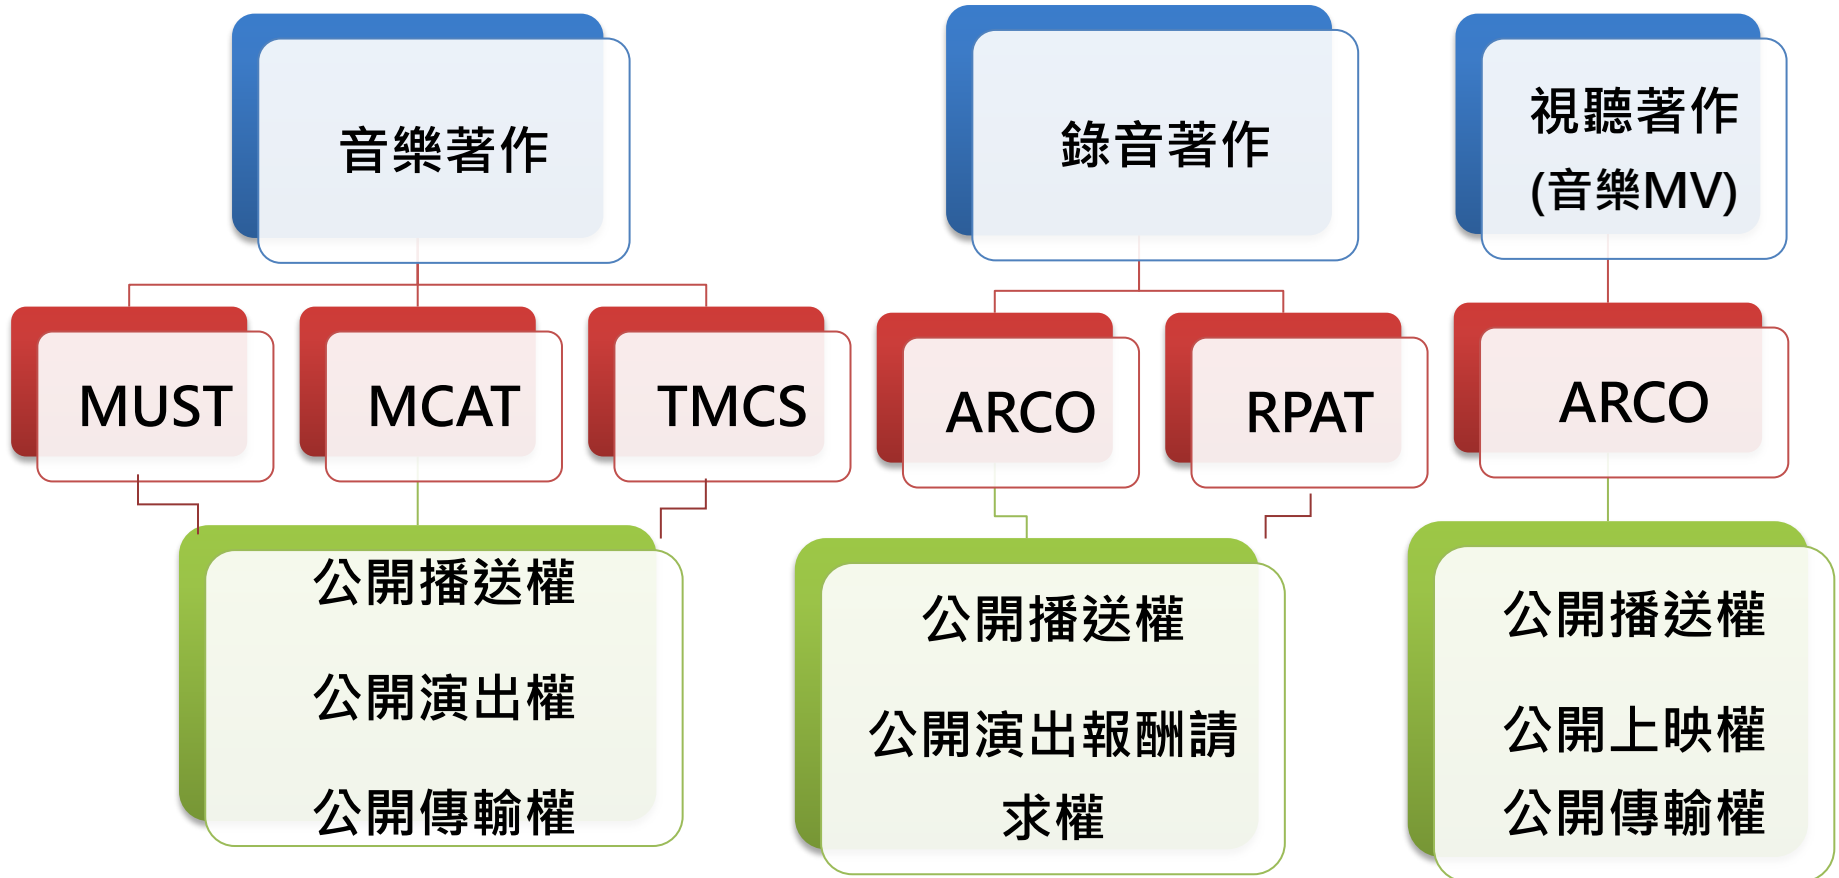 音樂著作
錄音著作
視聽著作
(音樂MV)
MUST
MCAT
TMCS
ARCO
RPAT
ARCO
公開播送權
公開演出權
公開傳輸權
公開播送權
公開演出報酬請
求權
公開播送權
公開上映權
公開傳輸權